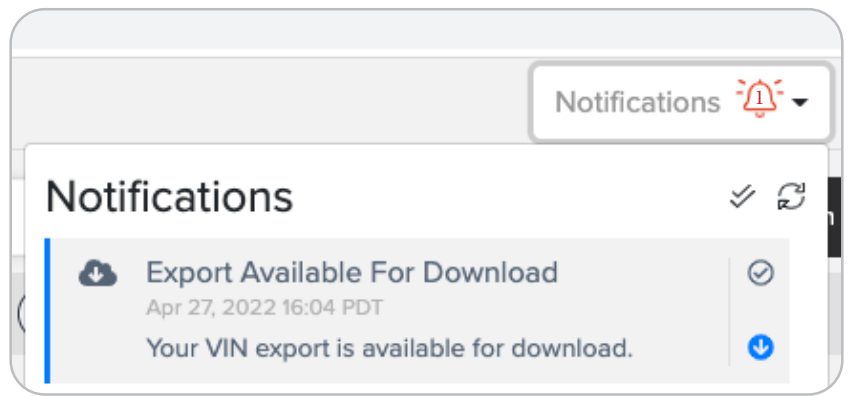 Notifications 1
Notifications
Export Available For Download
Apr 27, 2022 16:04 PDT
Your VIN export is available for download.